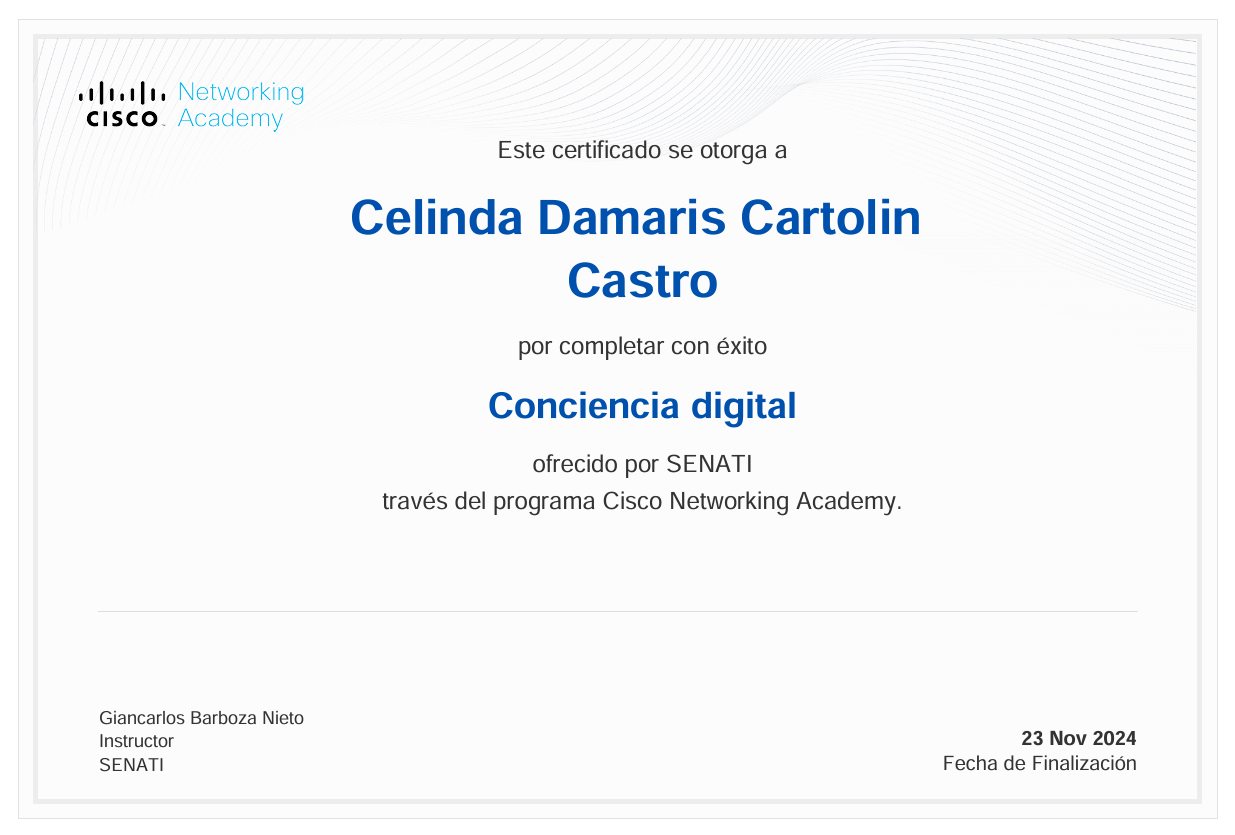 Networking
CISCO Academy
Este certificado se otorga a
Celinda Damaris Cartolin
Castro
por completar con éxito
Conciencia digital
ofrecido por SENATI
través del programa Cisco Networking Academy.
Giancarlos Barboza Nieto
Instructor
SENATI
23 Nov 2024
Fecha de Finalización